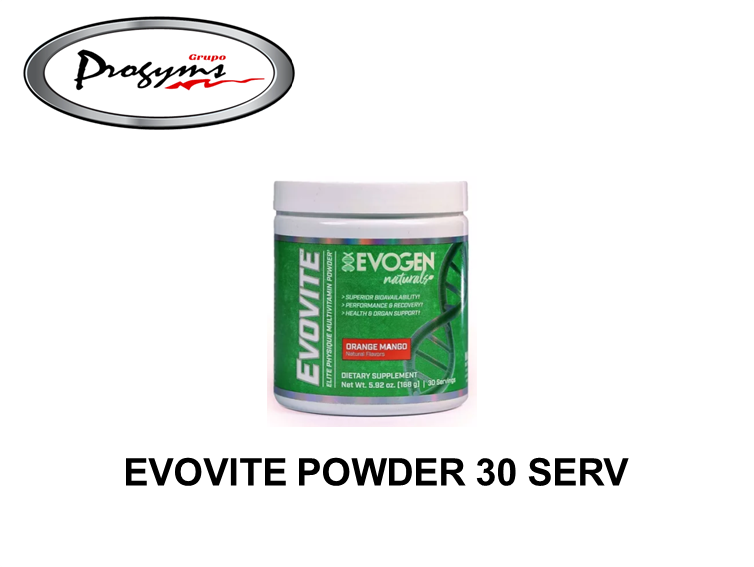 Grupo
Progyms
EVOVITE
ELITE PHYSIQUE MULTIVITAMIN POWDER†
EVOGEN
naturals
> SUPERIOR BIOAVAILABILITY†
> PERFORMANCE & RECOVERY†
> HEALTH & ORGAN SUPPORT†
ORANGE MANGO
Natural Flavors
DIETARY SUPPLEMENT
Net Wt. 5.92 oz. (168 g) | 30 Servings
EVOVITE POWDER 30 SERV